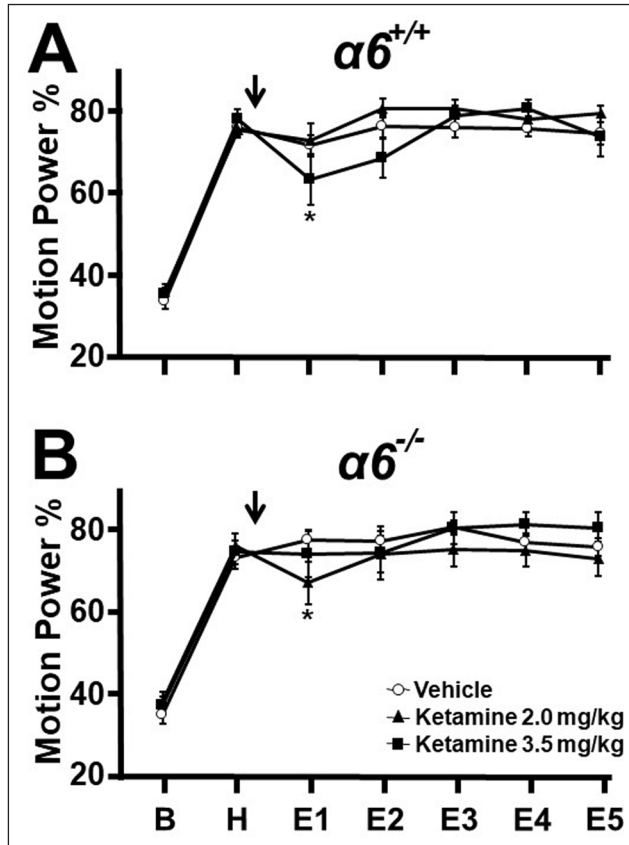 A
α6+/+
Motion Power %
80
60
40
20
*
B
α6-/-
Motion Power %
80
60
40
20
*
Vehicle
Ketamine 2.0 mg/kg
Ketamine 3.5 mg/kg
B H E1 E2 E3 E4 E5